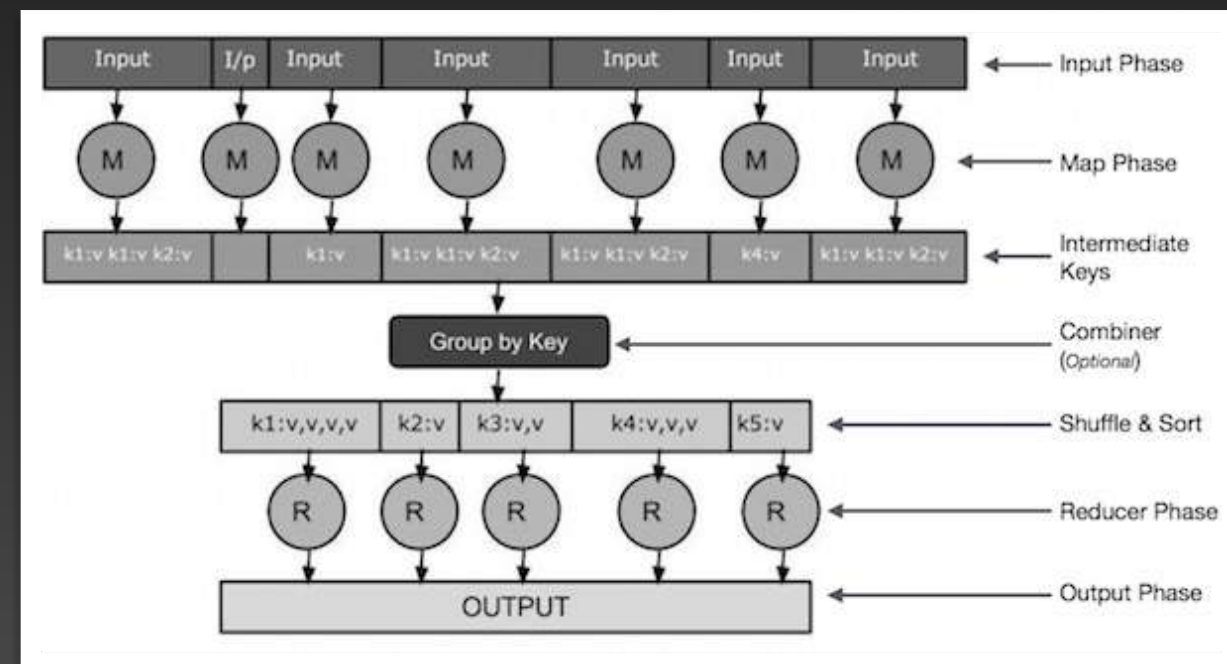 Input I/p Input Input Input Input Input Input Phase
M M M M M M M Map Phase
k1:v k1:v k2:v k1:v k1:v k1:v k2:v k1:v k1:v k2:v k4:v k1:v k1:v k2:v Intermediate
Keys
Group by Key Combiner
(Optional)
k1:v,v,v,v k2:v k3:v,v k4:v,v,v k5:v Shuffle & Sort
R R R R R Reducer Phase
OUTPUT Output Phase